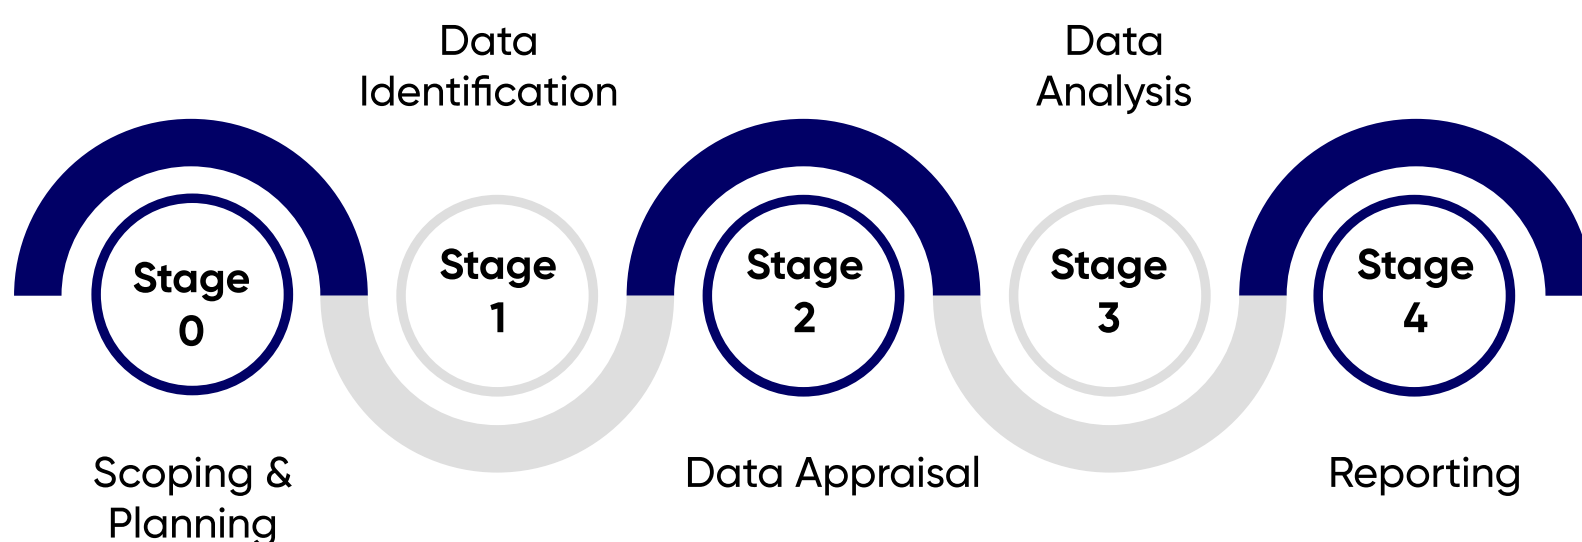 Data
Identification
Data
Analysis
Stage
0
Stage
1
Stage
2
Stage
3
Stage
4
Scoping &
Planning
Data Appraisal
Reporting